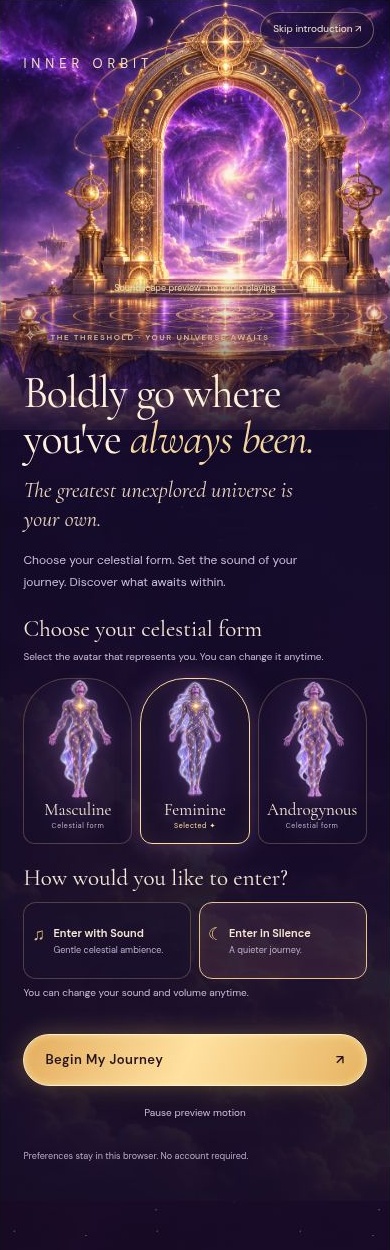 Skip introduction ↗
INNER ORBIT
Soundscape preview · no audio playing
THE THRESHOLD · YOUR UNIVERSE AWAITS
Boldly go where
you've always been.
The greatest unexplored universe is
your own.
Choose your celestial form. Set the sound of your
journey. Discover what awaits within.
Choose your celestial form
Select the avatar that represents you. You can change it anytime.
Masculine
Celestial form
Feminine
Selected ✦
Androgynous
Celestial form
How would you like to enter?
♫ Enter with Sound
Gentle celestial ambience.
☾ Enter in Silence
A quieter journey.
You can change your sound and volume anytime.
Begin My Journey ↗
Pause preview motion
Preferences stay in this browser. No account required.